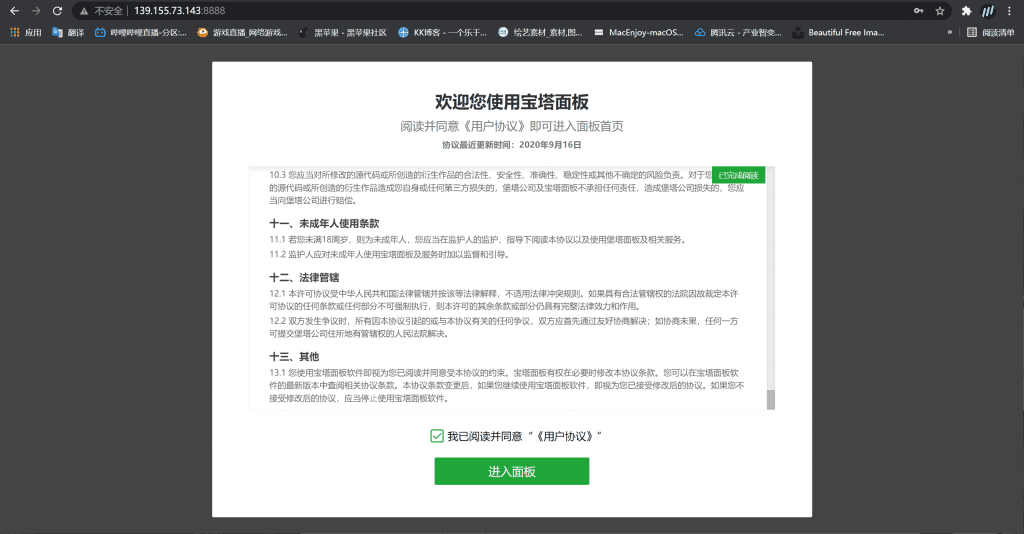 不安全 139.155.73.143:8888
应用 翻译 哔哩哔哩直播-分区:... 游戏直播_网络游戏... 黑苹果 - 黑苹果社区 KK博客 - 一个乐于... 绘艺素材_素材,图... MacEnjoy-macOS... 腾讯云 - 产业智变... Beautiful Free Ima... » 阅读清单
欢迎您使用宝塔面板
阅读并同意《用户协议》即可进入面板首页
协议最近更新时间：2020年9月16日
已完成阅读
10.3 您应当对所修改的源代码或所创造的衍生作品的合法性、安全性、准确性、稳定性或其他不确定的风险负责。对于您
的源代码或所创造的衍生作品造成您自身或任何第三方损失的，堡塔公司及宝塔面板不承担任何责任，造成堡塔公司损失的，您应
当向堡塔公司进行赔偿。
十一、未成年人使用条款
11.1 若您未满18周岁，则为未成年人，您应当在监护人的监护、指导下阅读本协议以及使用堡塔面板及相关服务。
11.2 监护人应对未成年人使用宝塔面板及服务时加以监督和引导。
十二、法律管辖
12.1 本许可协议受中华人民共和国法律管辖并按该等法律解释，不适用法律冲突规则。如果具有合法管辖权的法院因故裁定本许
可协议的任何条款或任何部分不可强制执行，则本许可的其余条款或部分仍具有完整法律效力和作用。
12.2 双方发生争议时，所有因本协议引起的或与本协议有关的任何争议，双方应首先通过友好协商解决；如协商未果，任何一方
可提交堡塔公司住所地有管辖权的人民法院解决。
十三、其他
13.1 您使用宝塔面板软件即视为您已阅读并同意受本协议的约束。宝塔面板有权在必要时修改本协议条款。您可以在宝塔面板软
件的最新版本中查阅相关协议条款。本协议条款变更后，如果您继续使用宝塔面板软件，即视为您已接受修改后的协议。如果您不
接受修改后的协议，应当停止使用宝塔面板软件。
我已阅读并同意“《用户协议》”
进入面板